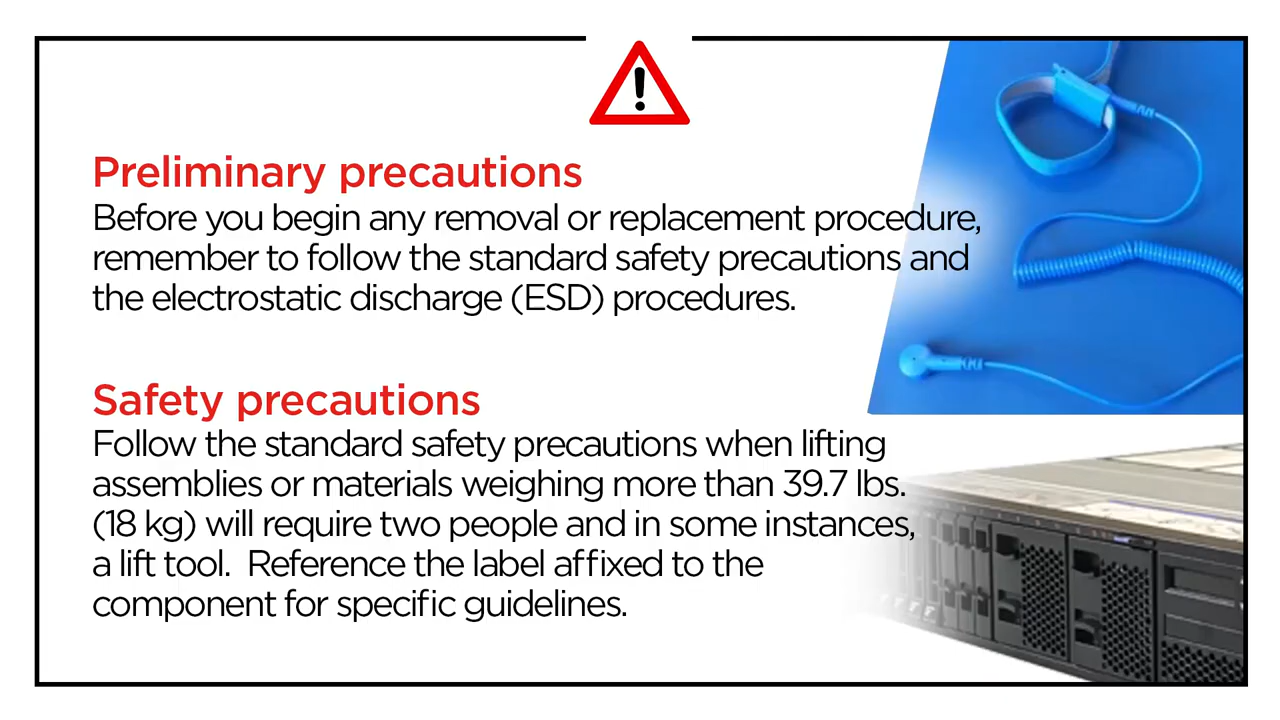 Preliminary precautions
Before you begin any removal or replacement procedure,
remember to follow the standard safety precautions and
the electrostatic discharge (ESD) procedures.
Safety precautions
Follow the standard safety precautions when lifting
assemblies or materials weighing more than 39.7 lbs.
(18 kg) will require two people and in some instances,
a lift tool.  Reference the label affixed to the
component for specific guidelines.